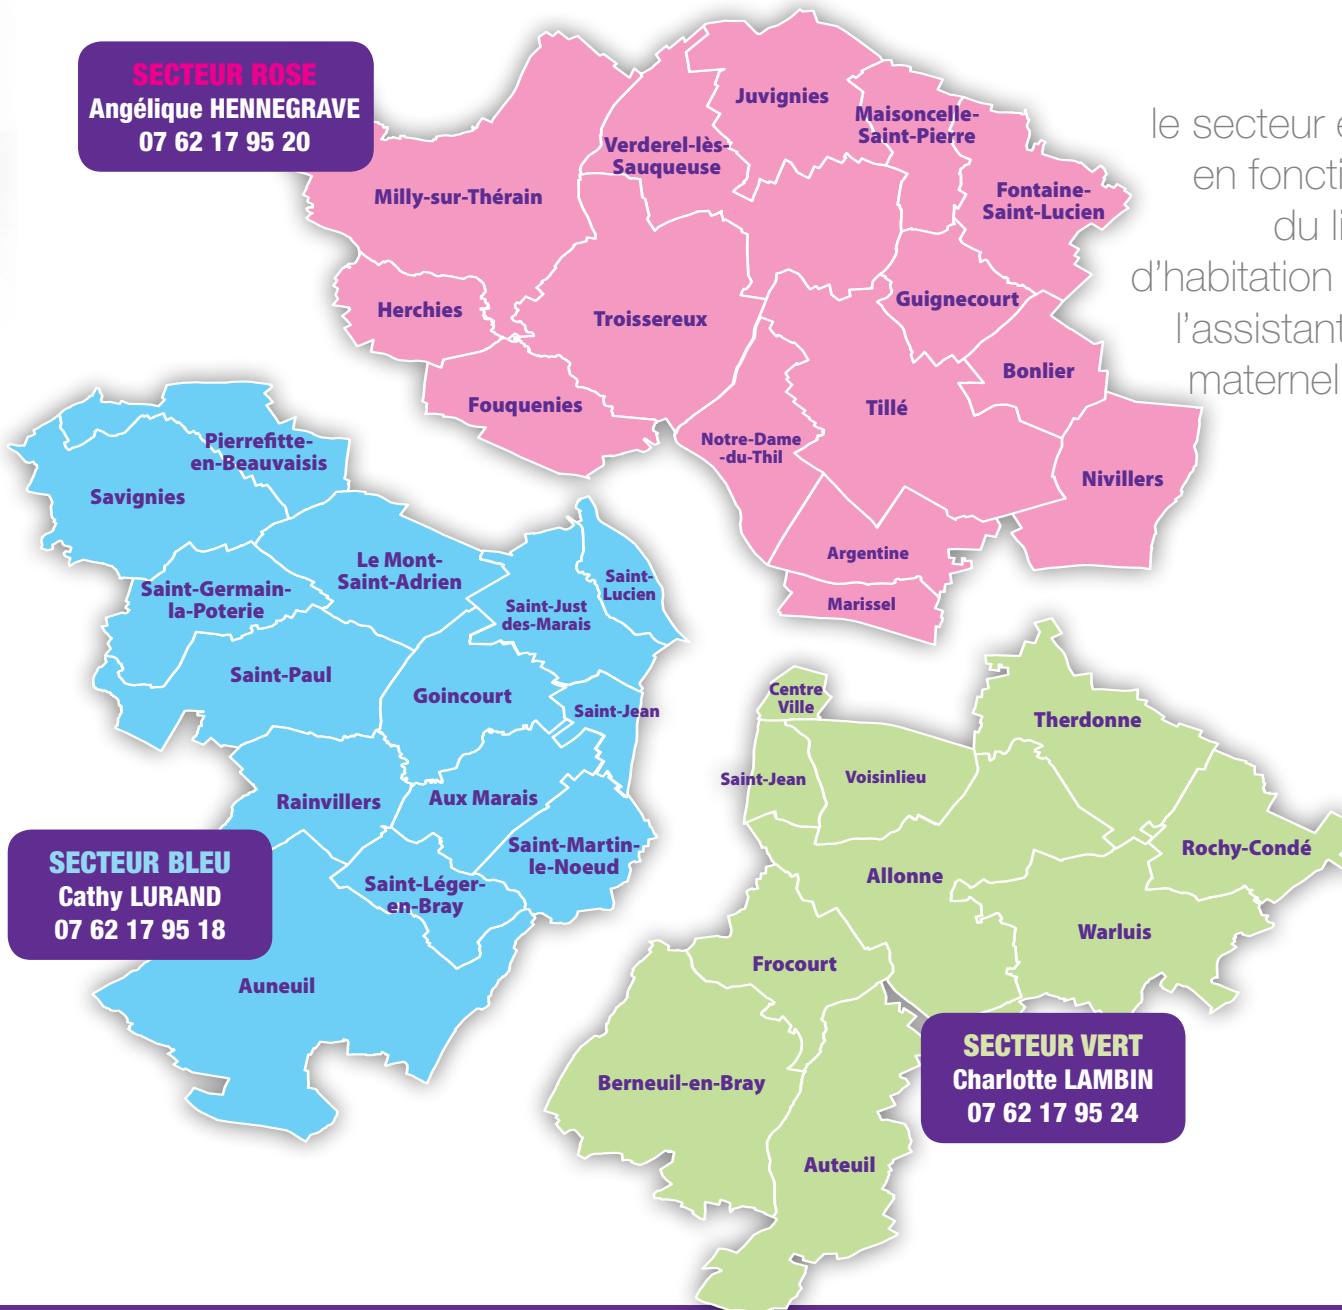 SECTEUR ROSE
Angélique HENNEGRAVE
07 62 17 95 20
Juvignies
Maisoncelle-
Saint-Pierre
Verderel-lès-
Sauqueuse
Milly-sur-Thérain
Fontaine-
Saint-Lucien
Herchies
Troissereux
Guignecourt
Bonlier
Fouquenies
Tillé
Notre-Dame
-du-Thil
Nivillers
Argentine
Marissel
le secteur
en foncti
du li
d’habitation
l’assistant
maternel
Pierrefitte-
en-Beauvaisis
Savignies
Le Mont-
Saint-Adrien
Saint-Germain-
la-Poterie
Saint-Lucien
Saint-Just
des-Marais
Saint-Paul
Goincourt
Saint-Jean
Rainvillers
Aux Marais
Saint-Martin-
le-Noeud
Saint-Léger-
en-Bray
Auneuil
SECTEUR BLEU
Cathy LURAND
07 62 17 95 18
Centre
Ville
Therdonne
Saint-Jean
Voisinlieu
Rochy-Condé
Allonne
Warluis
Frocourt
Berneuil-en-Bray
Auteuil
SECTEUR VERT
Charlotte LAMBIN
07 62 17 95 24